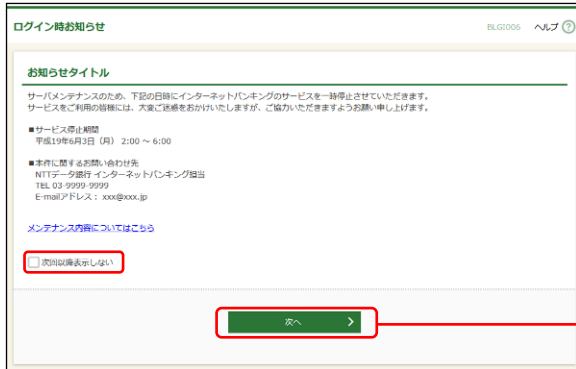 ログイン時お知らせ
BLGI006 ヘルプ ?
お知らせタイトル
サーバメンテナンスのため、下記の日時にインターネットバンキングのサービスを一時停止させていただきます。
サービスをご利用の皆様には、大変ご迷惑をおかけいたしますが、ご協力いただきますようお願い申し上げます。
■サービス停止期間
平成19年6月3日（月） 2:00 ～ 6:00
■本件に関するお問い合わせ先
NTTデータ銀行 インターネットバンキング担当
TEL 03-9999-9999
E-mailアドレス： xxx@xxx.jp
メンテナンス内容についてはこちら
次回以降表示しない
次へ